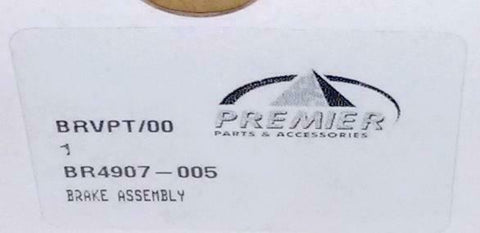 PREMIER
PARTS & ACCESSORIES
BRVPT/00
1
BR4907-005
BRAKE ASSEMBLY